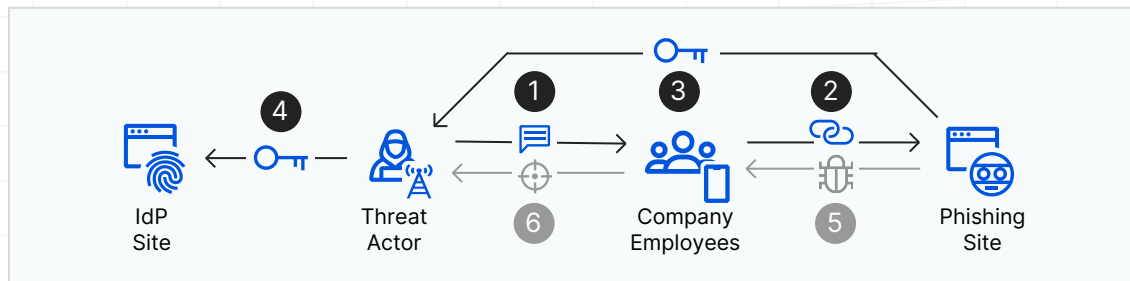 4
1
3
2
6
5
IdP
Site
Threat
Actor
Company
Employees
Phishing
Site